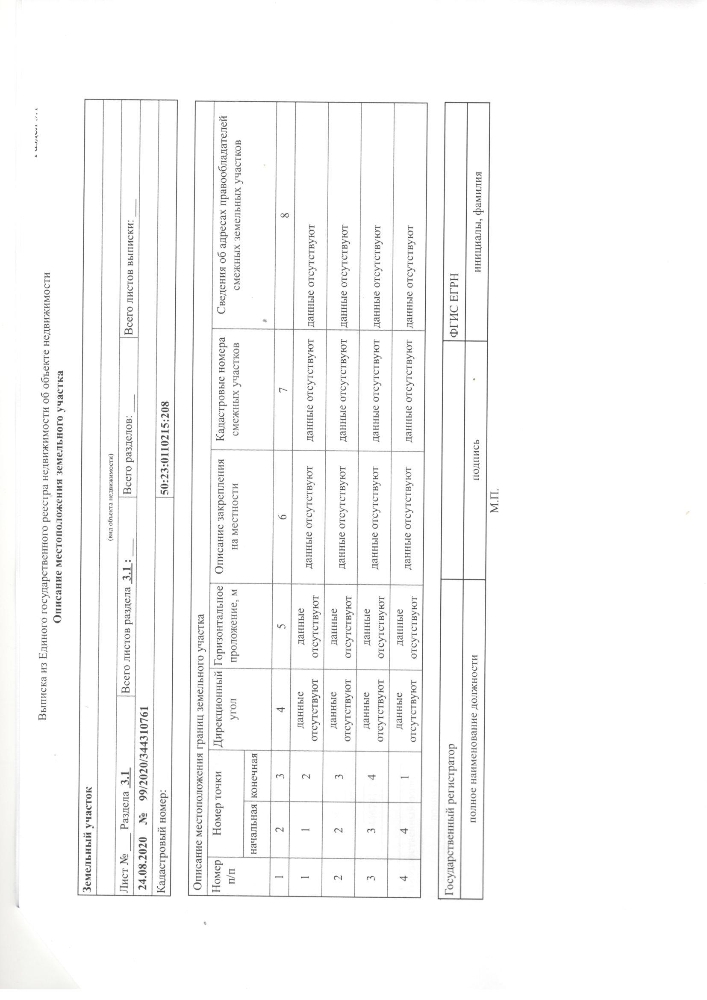 Выписка из Единого государственного реестра недвижимости об объекте недвижимости
Описание местоположения земельного участка
Земельный участок
(вид объекта недвижимости)
Лист № ___ Раздела 3.1 Всего листов раздела 3.1 : ___ Всего разделов: ___ Всего листов выписки: ___
24.08.2020 № 99/2020/344310761
Кадастровый номер: 50:23:0110215:208
Описание местоположения границ земельного участка
Номер п/п Номер точки Дирекционный угол Горизонтальное проложение, м Описание закрепления на местности Кадастровые номера смежных участков Сведения об адресах правообладателей смежных земельных участков
начальная конечная
1 2 3 4 5 6 7 8
1 1 2 данные отсутствуют данные отсутствуют данные отсутствуют данные отсутствуют данные отсутствуют
2 2 3 данные отсутствуют данные отсутствуют данные отсутствуют данные отсутствуют данные отсутствуют
3 3 4 данные отсутствуют данные отсутствуют данные отсутствуют данные отсутствуют данные отсутствуют
4 4 1 данные отсутствуют данные отсутствуют данные отсутствуют данные отсутствуют данные отсутствуют
Государственный регистратор ФГИС ЕГРН
полное наименование должности подпись инициалы, фамилия
М.П.